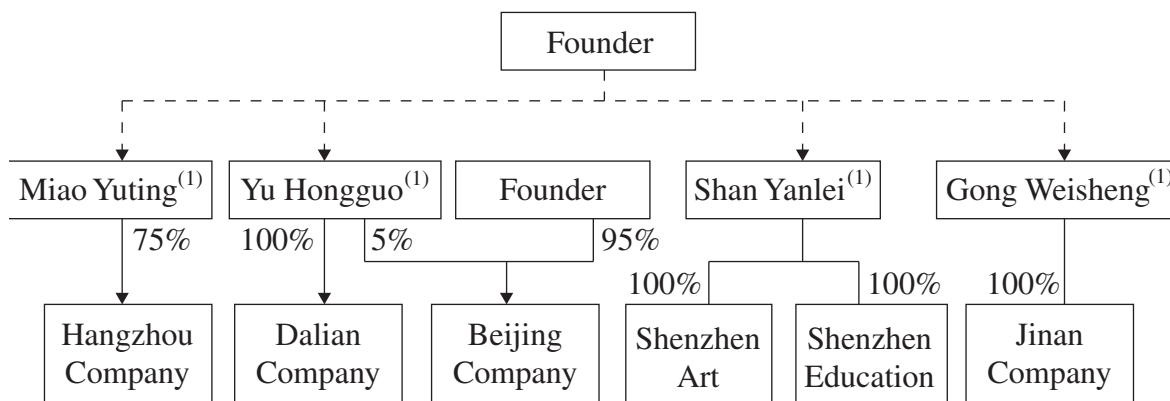 Founder
Miao Yuting(1)
Yu Hongguo(1)
Founder
Shan Yanlei(1)
Gong Weisheng(1)
75%
100%
5%
95%
100%
100%
100%
Hangzhou
Company
Dalian
Company
Beijing
Company
Shenzhen
Art
Shenzhen
Education
Jinan
Company